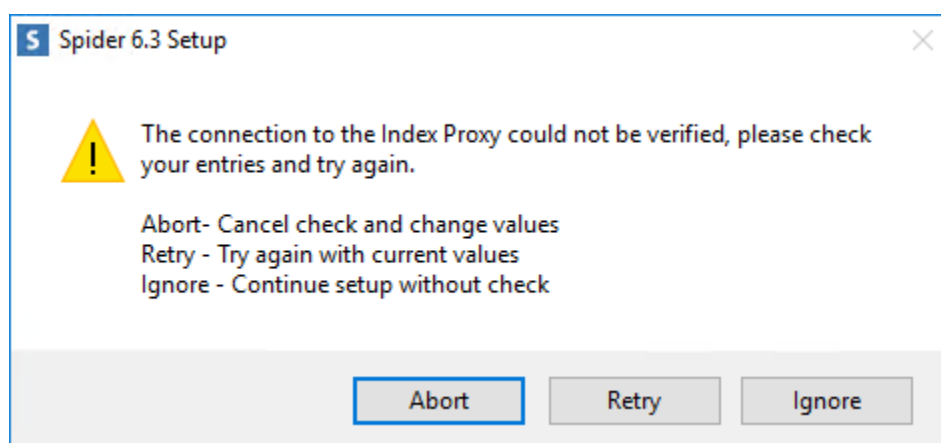 S Spider 6.3 Setup
The connection to the Index Proxy could not be verified, please check
your entries and try again.
Abort- Cancel check and change values
Retry - Try again with current values
Ignore - Continue setup without check
Abort Retry Ignore